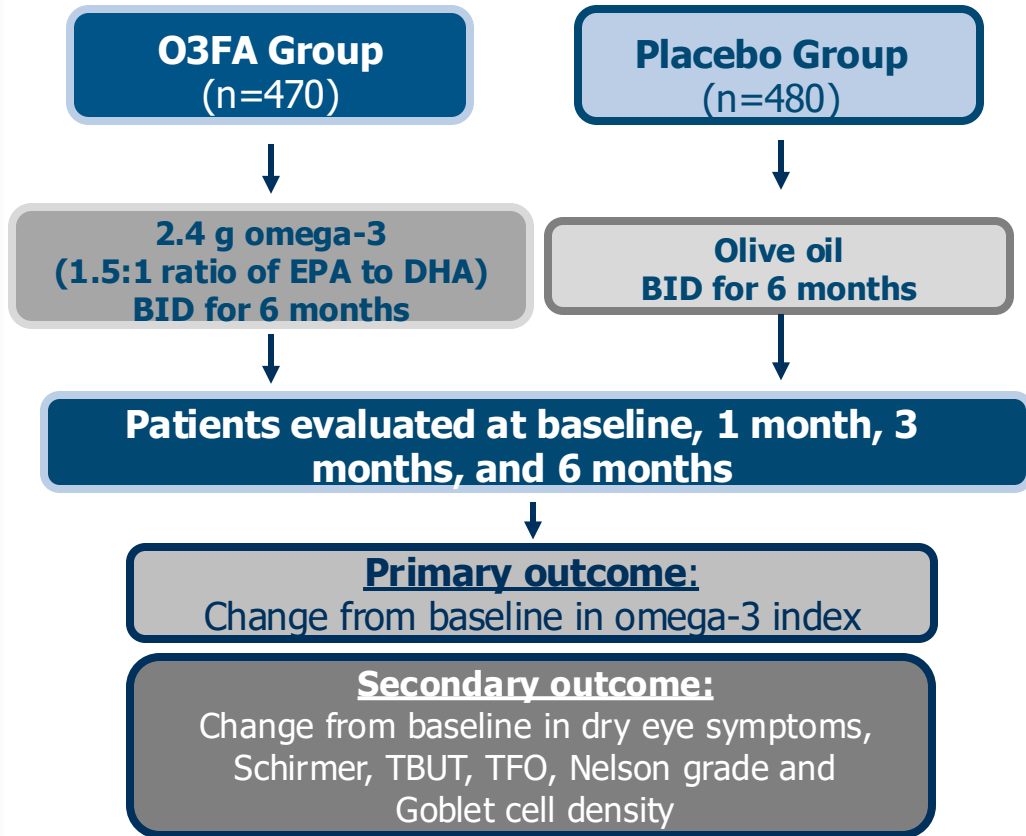 O3FA Group
(n=470)
Placebo Group
(n=480)
2.4 g omega-3
(1.5:1 ratio of EPA to DHA)
BID for 6 months
Olive oil
BID for 6 months
Patients evaluated at baseline, 1 month, 3
months, and 6 months
Primary outcome:
Change from baseline in omega-3 index
Secondary outcome:
Change from baseline in dry eye symptoms,
Schirmer, TBUT, TFO, Nelson grade and
Goblet cell density